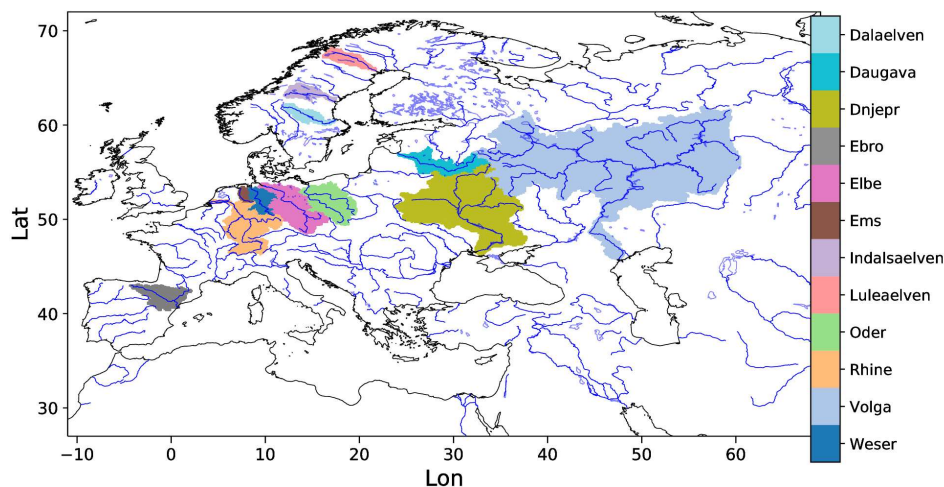 70
60
50
40
30
Lat
−10
0
10
20
30
40
50
60
Lon
Dalaelven
Daugava
Dnjepr
Ebro
Elbe
Ems
Indalsaelven
Luleaelven
Oder
Rhine
Volga
Weser